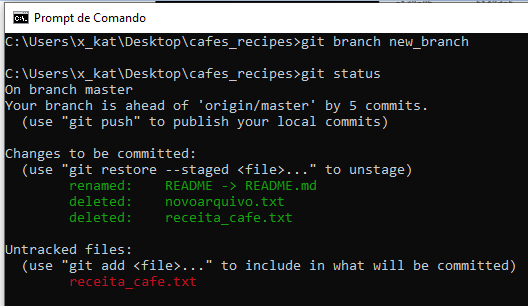 Prompt de Comando
C:\Users\x_kat\Desktop\cafes_recipes>git branch new_branch
C:\Users\x_kat\Desktop\cafes_recipes>git status
On branch master
Your branch is ahead of 'origin/master' by 5 commits.
  (use "git push" to publish your local commits)
Changes to be committed:
  (use "git restore --staged <file>..." to unstage)
        renamed:    README -> README.md
        deleted:    novoarquivo.txt
        deleted:    receita_cafe.txt
Untracked files:
  (use "git add <file>..." to include in what will be committed)
        receita_cafe.txt